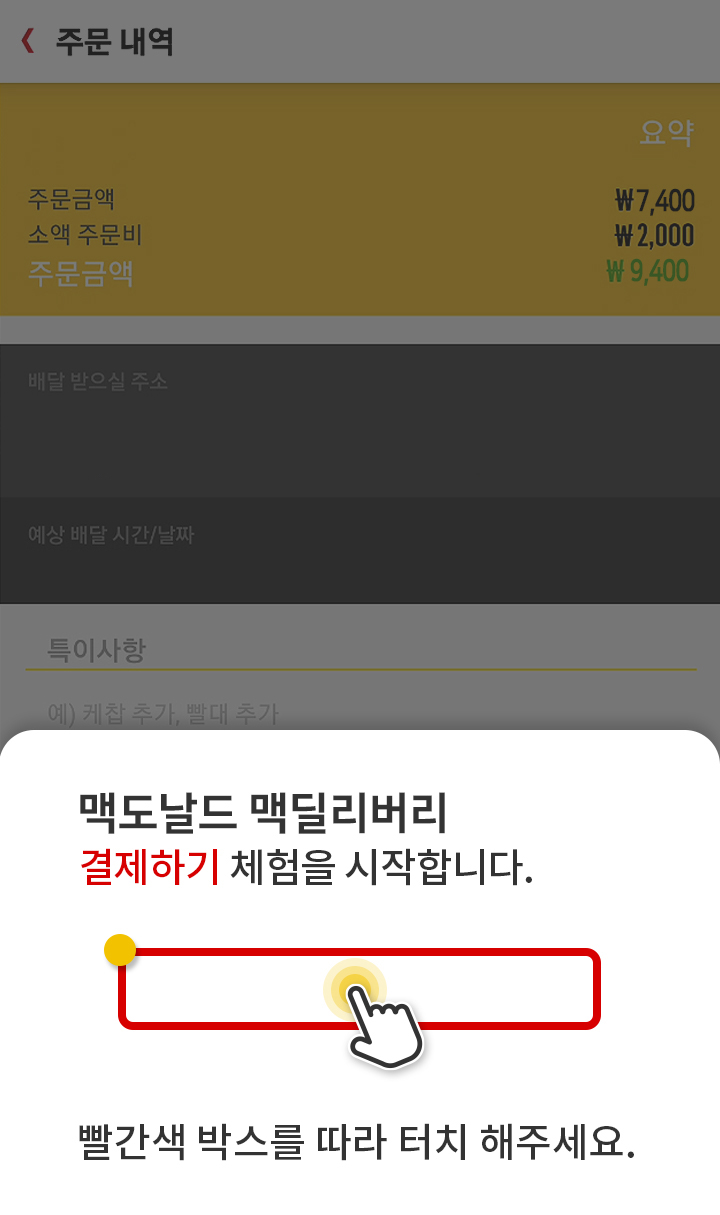 주문 내역
요약
주문금액 ₩7,400
소액 주문비 ₩2,000
주문금액 ₩9,400
배달 받으실 주소
예상 배달 시간/날짜
특이사항
예) 케찹 추가, 빨대 추가
맥도날드 맥딜리버리
결제하기 체험을 시작합니다.
빨간색 박스를 따라 터치 해주세요.